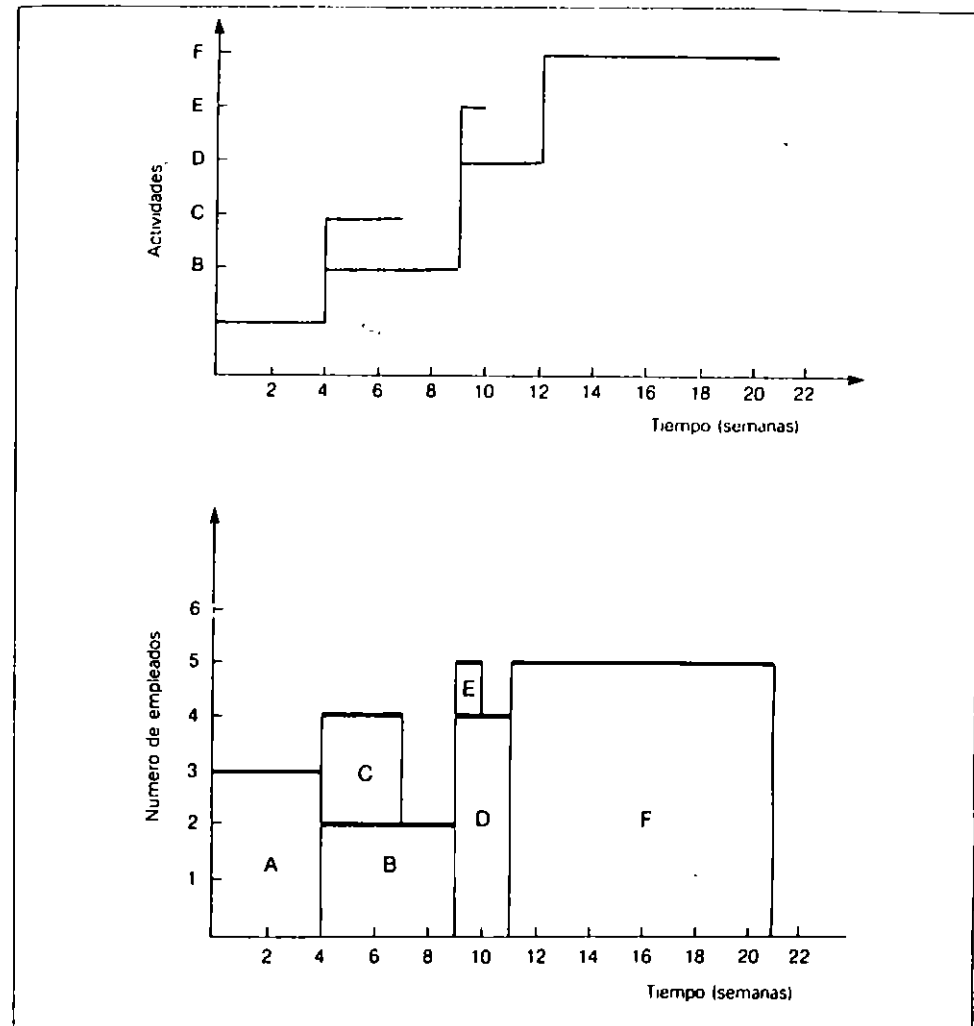 F
E
D
C
B
Actividades
2 4 6 8 10 12 14 16 18 20 22
Tiempo (semanas)
6
5
4
3
2
1
Numero de empleados
A
B
C
D
E
F
2 4 6 8 10 12 14 16 18 20 22
Tiempo (semanas)